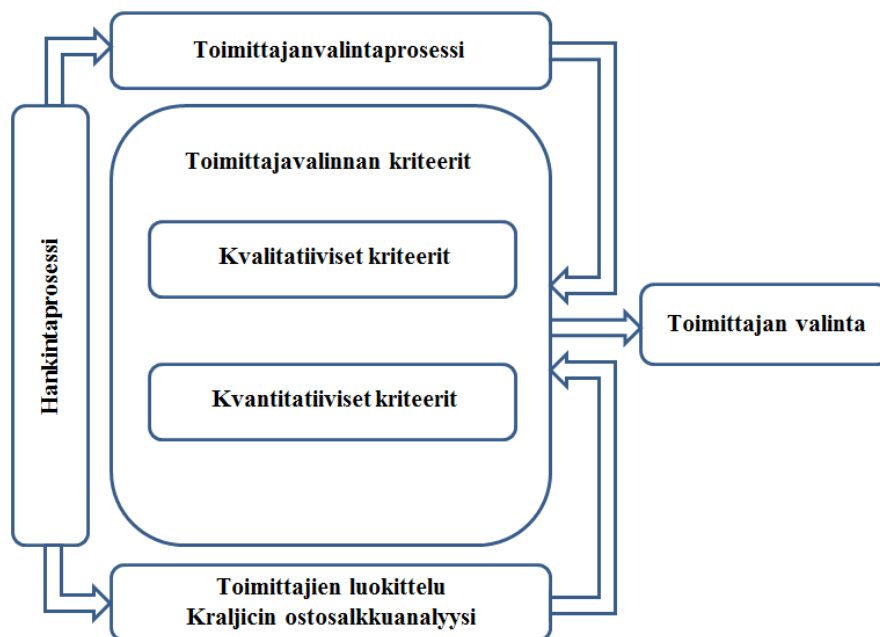 Toimittajanvalintaprosessi
Hankintaprosessi
Toimittajavalinnan kriteerit
Kvalitatiiviset kriteerit
Kvantitatiiviset kriteerit
Toimittajan valinta
Toimittajien luokittelu
Kraljicin ostosalkkuanalyysi